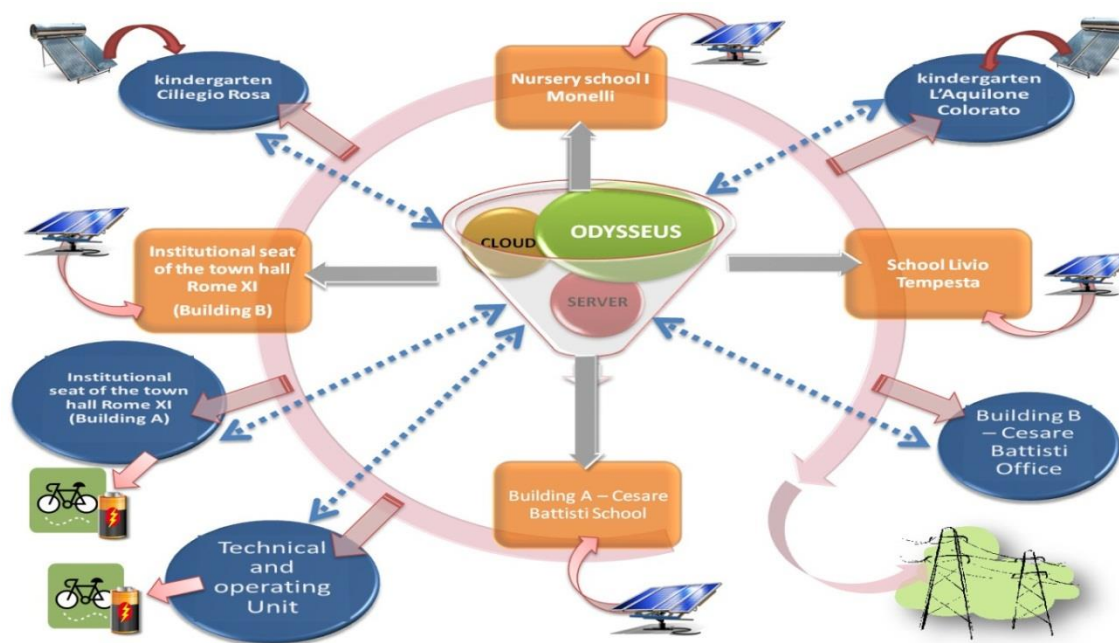 kindergarten
Ciliegio Rosa
Nursery school I
Monelli
kindergarten
L'Aquilone
Colorato
CLOUD
ODYSSEUS
SERVER
Institutional seat
of the town hall
Rome XI
(Building B)
School Livio
Tempesta
Institutional seat
of the town
hall Rome XI
(Building A)
Building B
– Cesare
Battisti
Office
Building A – Cesare
Battisti School
Technical
and
operating
Unit